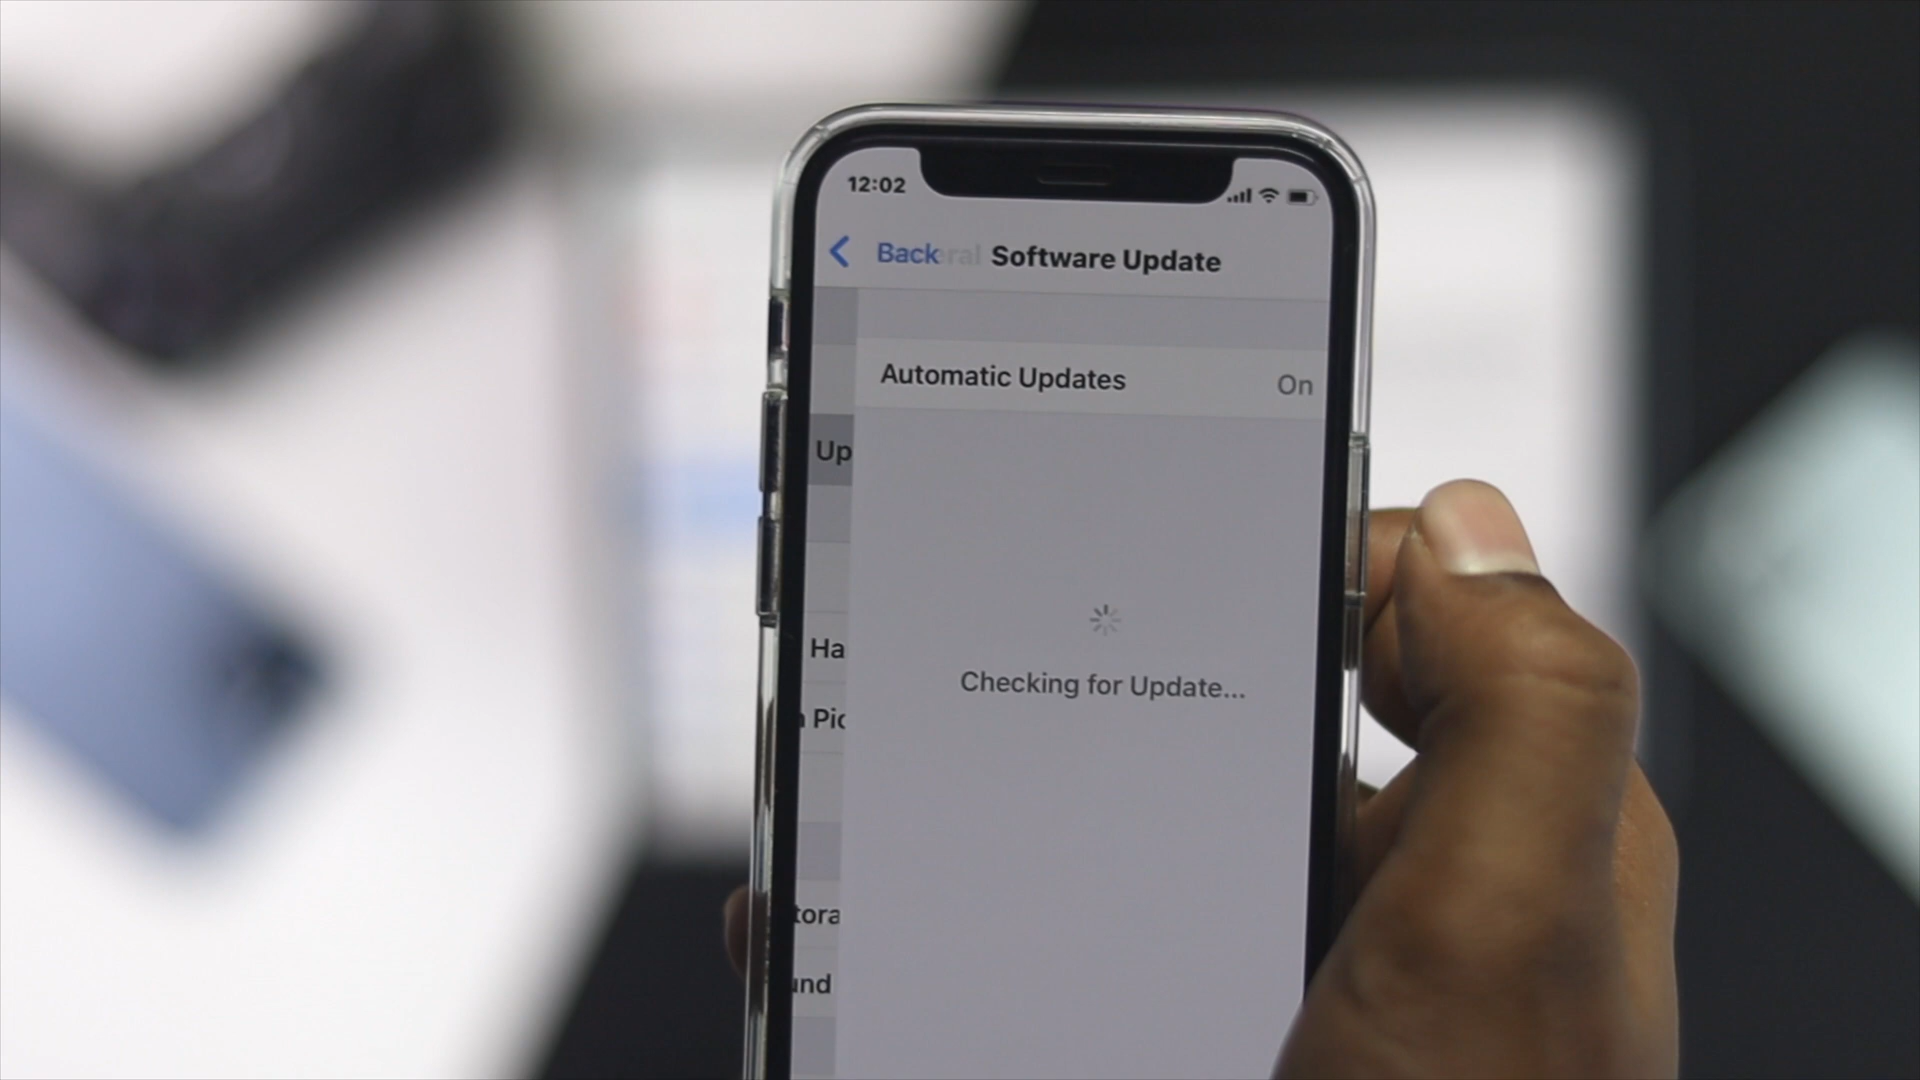 12:02
Back Software Update
Automatic Updates On
Up
Checking for Update...
Ha
Pic
tora
und